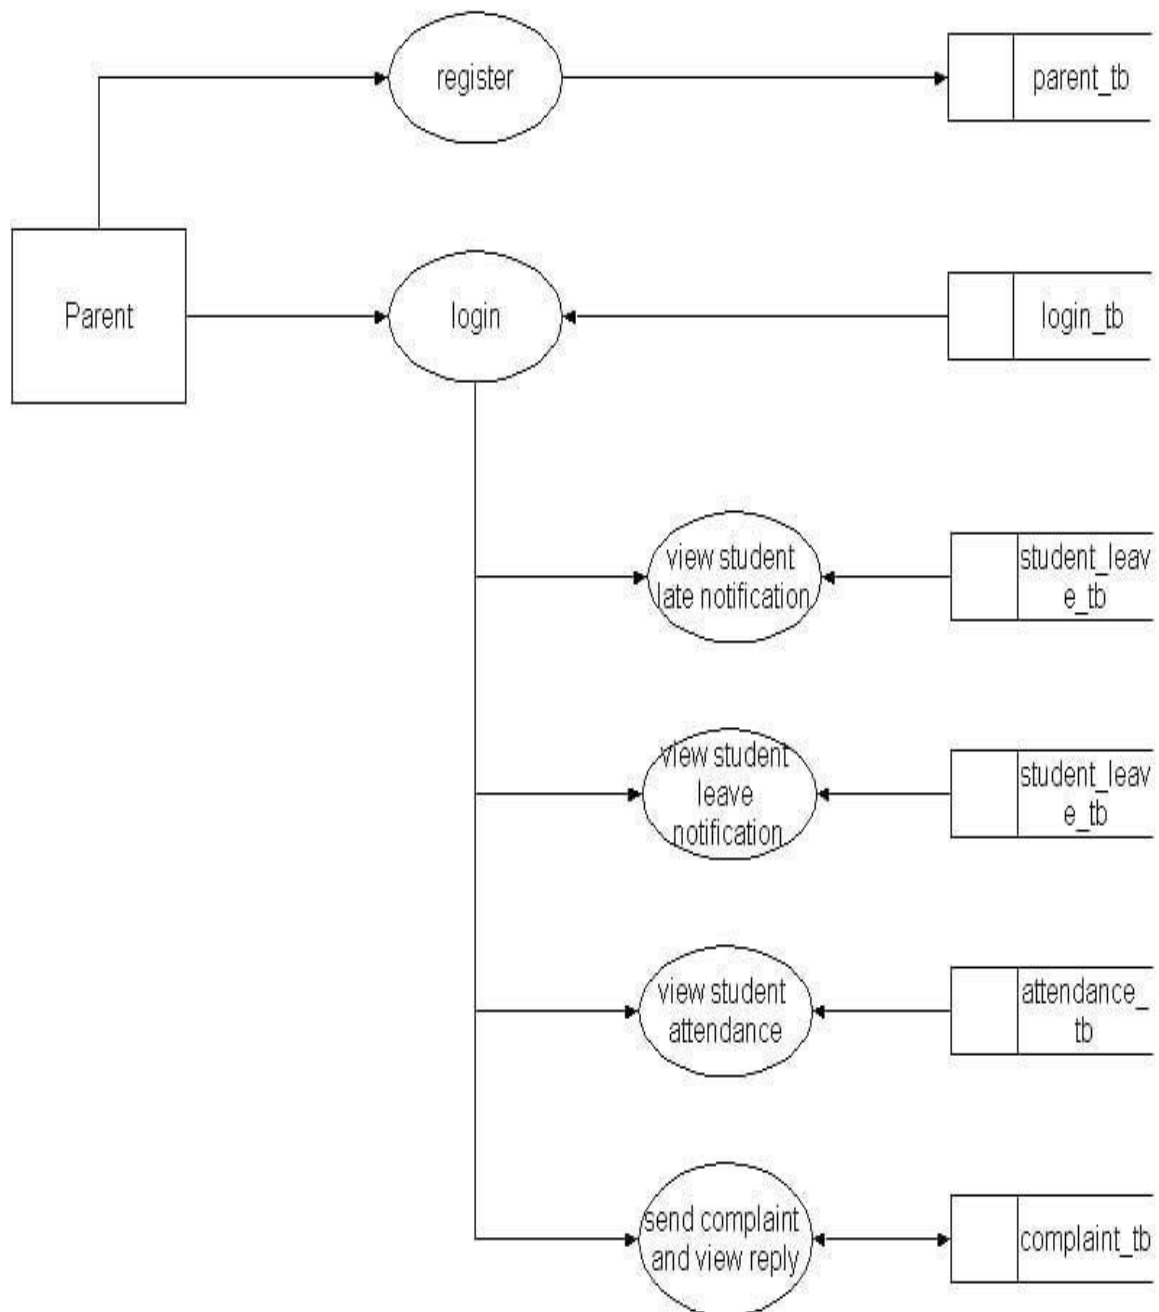 register
parent_tb
Parent
login
login_tb
view student
late notification
student_leav
e_tb
view student
leave
notification
student_leav
e_tb
view student
attendance
attendance_
tb
send complaint
and view reply
complaint_tb